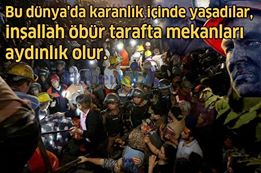 Bu dünya'da karanlık içinde yaşadılar,
inşallah öbür tarafta mekanları
aydınlık olur.